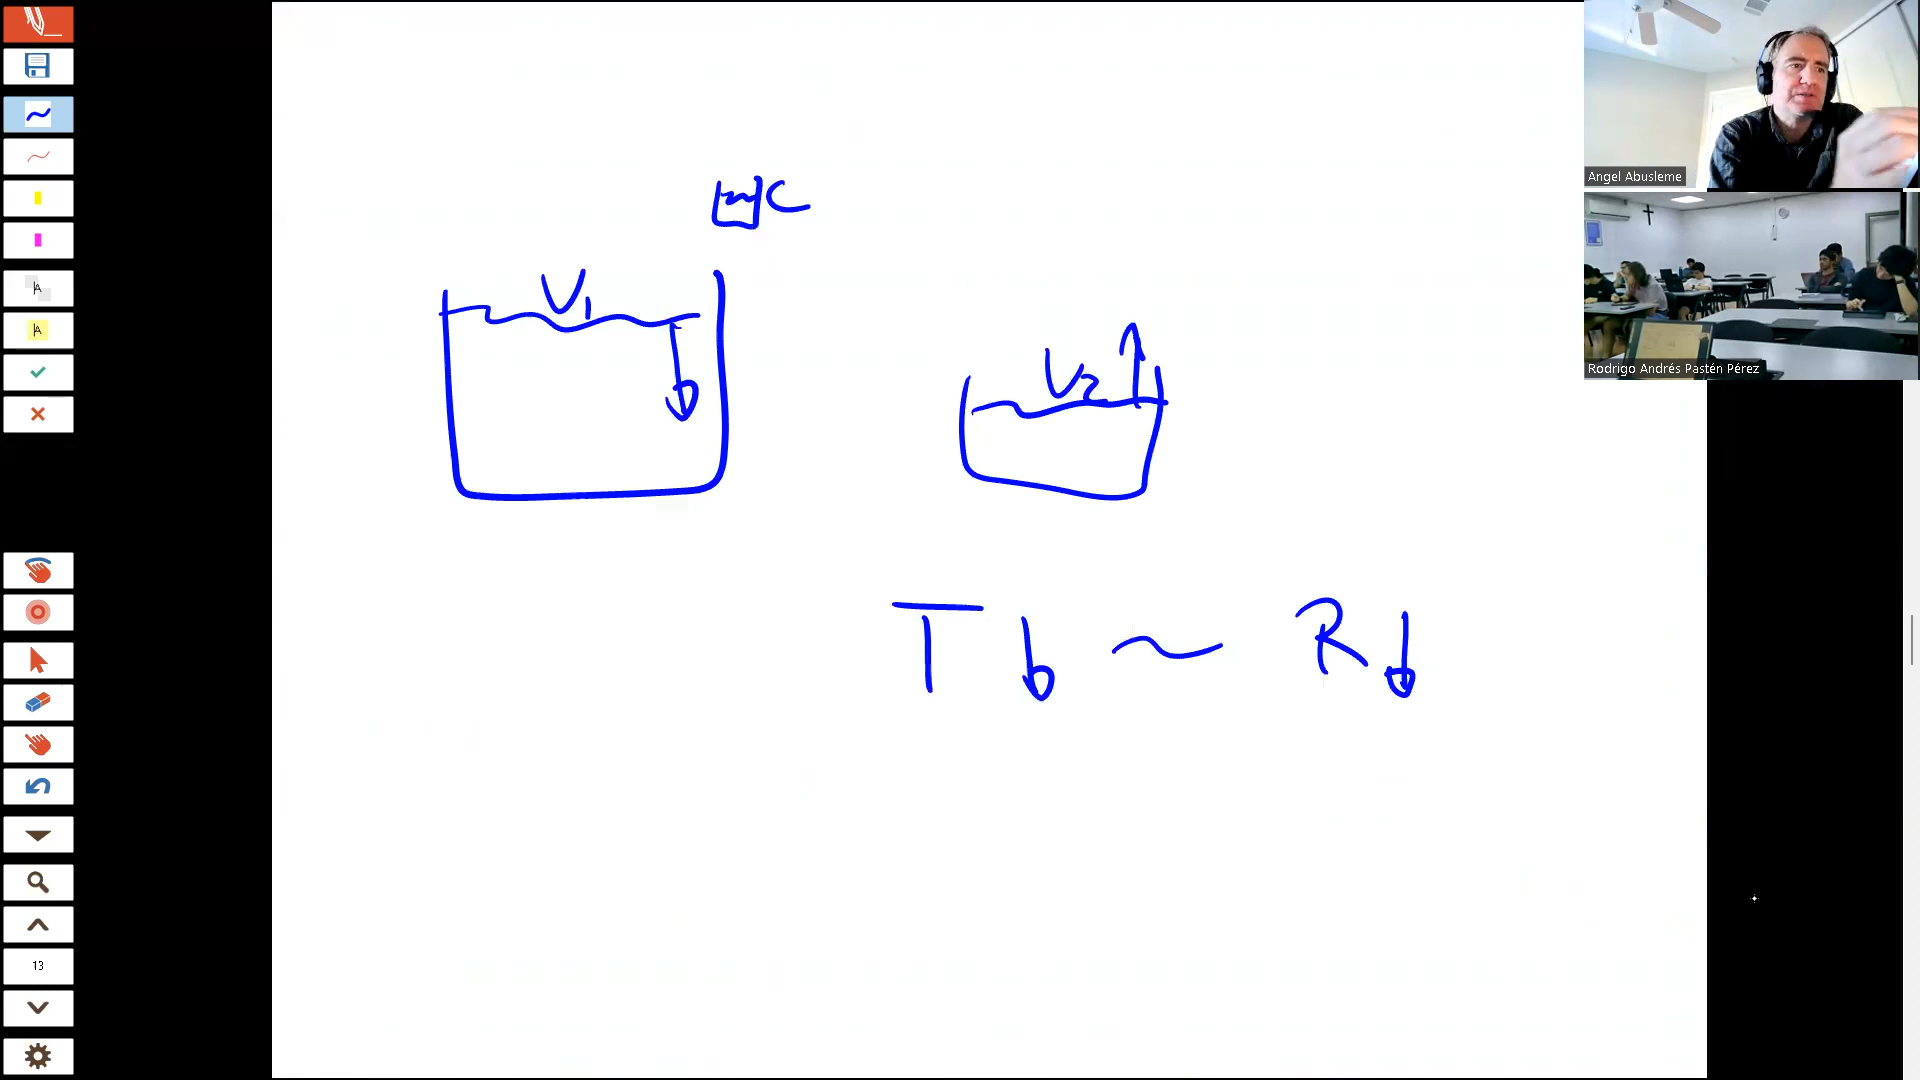 C
V1
V2
T ↓ ~ R ↓
Angel Abusleme
Rodrigo Andrés Pastén Pérez
A
A
13